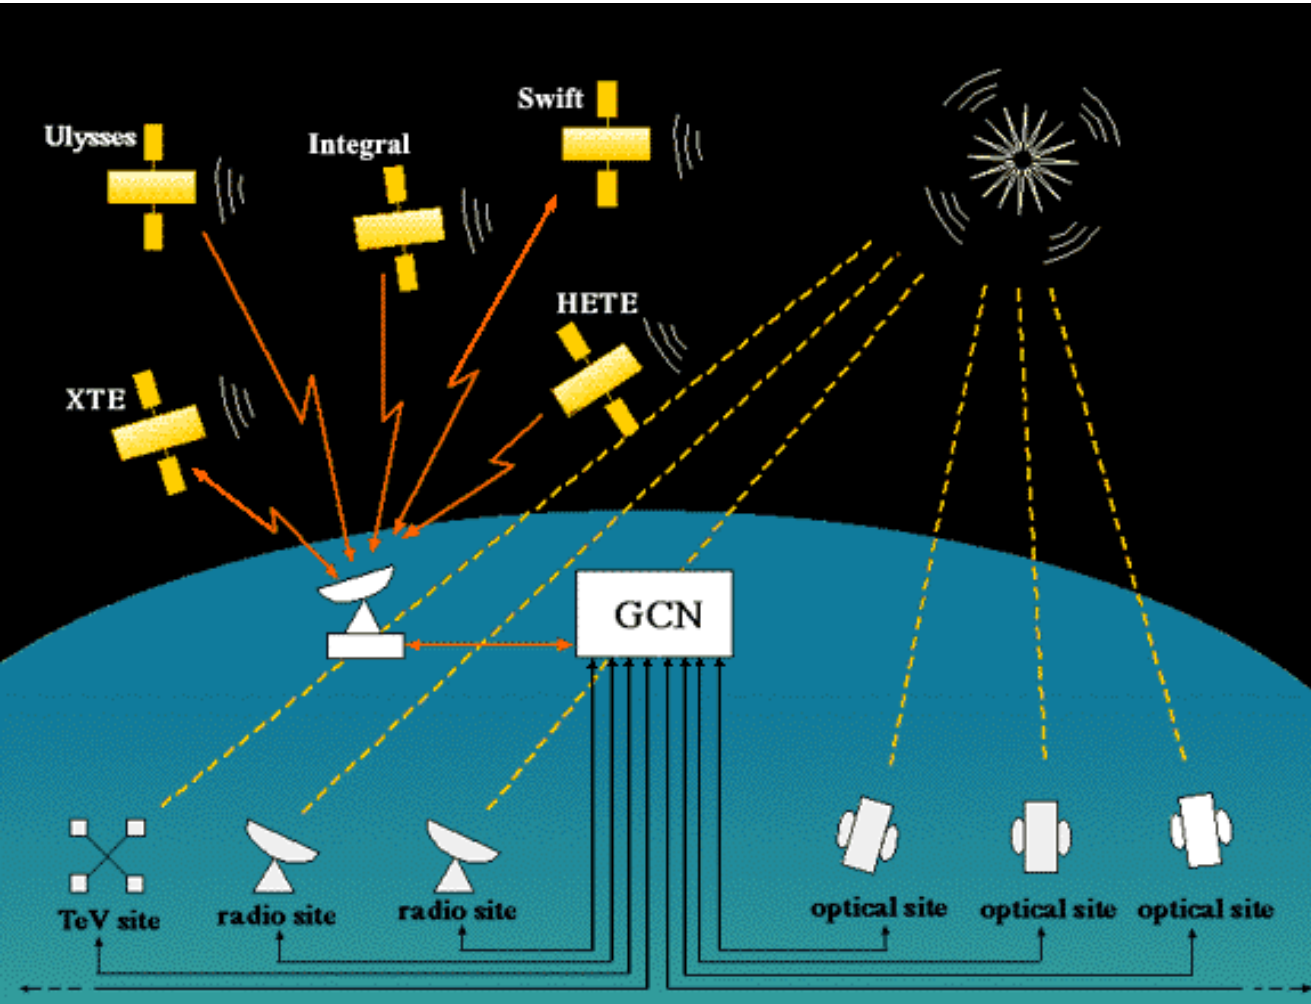 Swift
Ulysses
Integral
HETE
XTE
GCN
TeV site
radio site
radio site
optical site
optical site
optical site